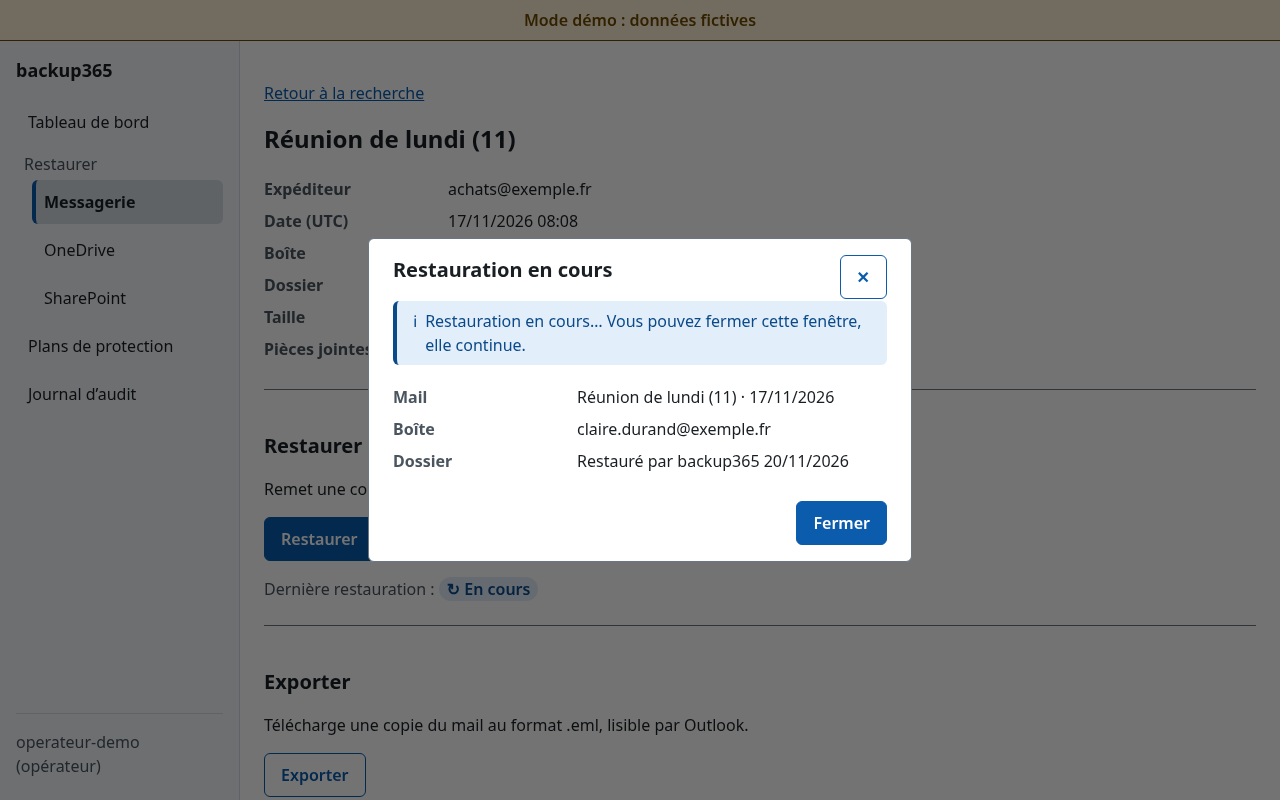 Mode démo : données fictives
backup365
Tableau de bord
Restaurer
Messagerie
OneDrive
SharePoint
Plans de protection
Journal d’audit
operateur-demo
(opérateur)
Retour à la recherche
Réunion de lundi (11)
Expéditeur achats@exemple.fr
Date (UTC) 17/11/2026 08:08
Boîte
Dossier
Taille
Pièces jointes
Restaurer
Remet une co
Restaurer
Dernière restauration : ↻ En cours
Exporter
Télécharge une copie du mail au format .eml, lisible par Outlook.
Exporter
Restauration en cours
×
i Restauration en cours… Vous pouvez fermer cette fenêtre,
elle continue.
Mail Réunion de lundi (11) · 17/11/2026
Boîte claire.durand@exemple.fr
Dossier Restauré par backup365 20/11/2026
Fermer